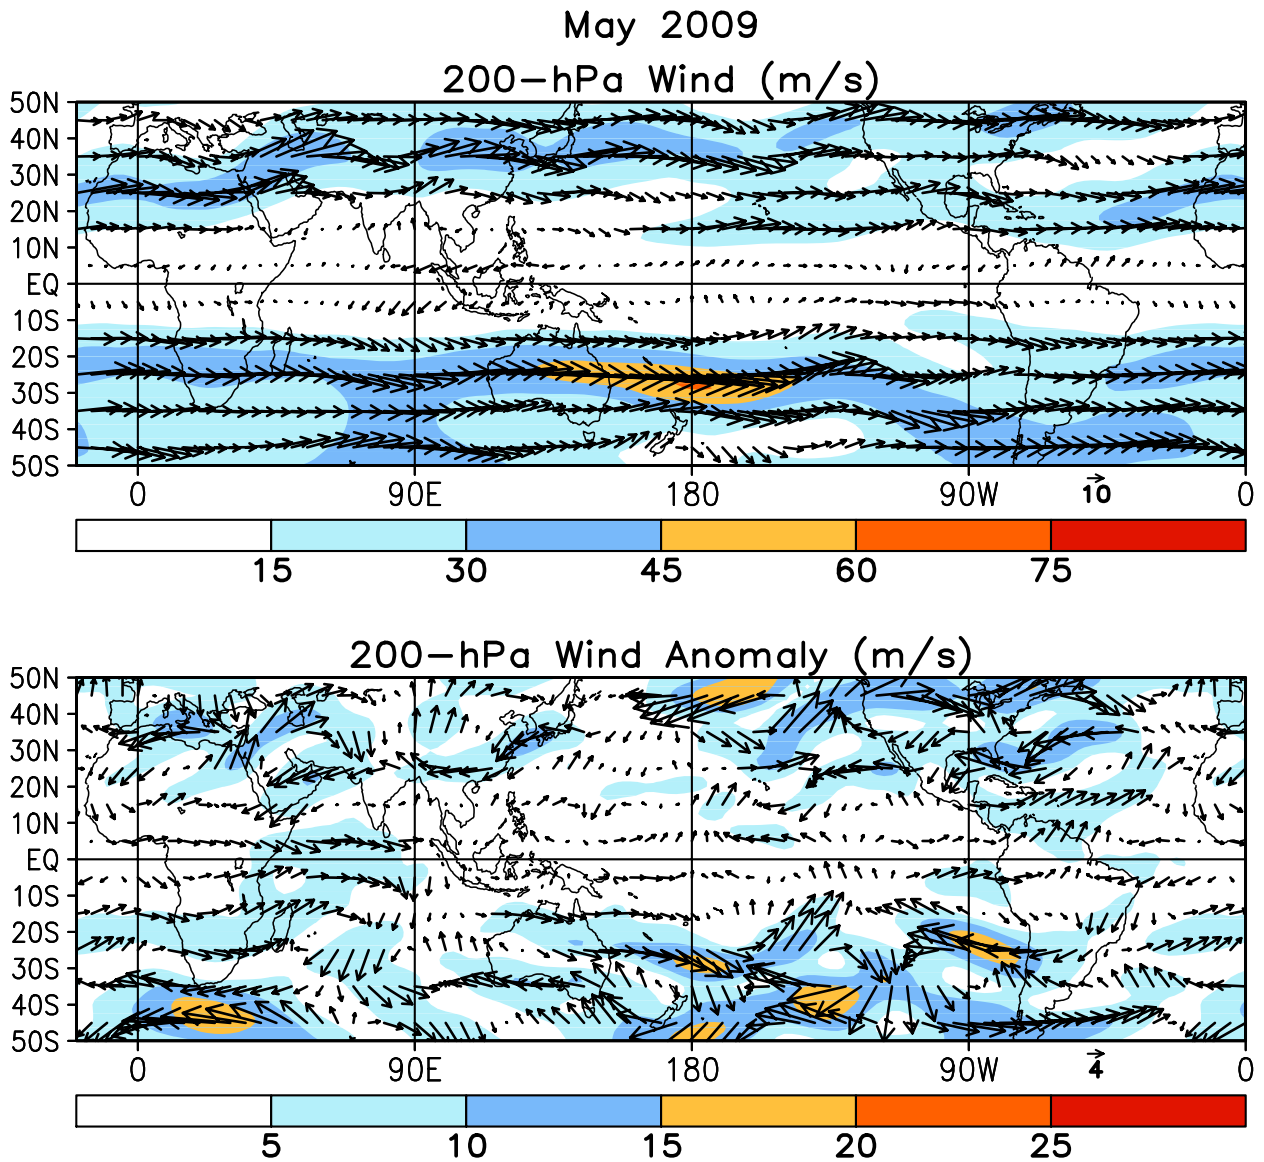 May 2009
200-hPa Wind (m/s)
50N
40N
30N
20N
10N
EQ
10S
20S
30S
40S
50S
0 90E 180 90W 10 0
15 30 45 60 75
200-hPa Wind Anomaly (m/s)
50N
40N
30N
20N
10N
EQ
10S
20S
30S
40S
50S
0 90E 180 90W 4 0
5 10 15 20 25